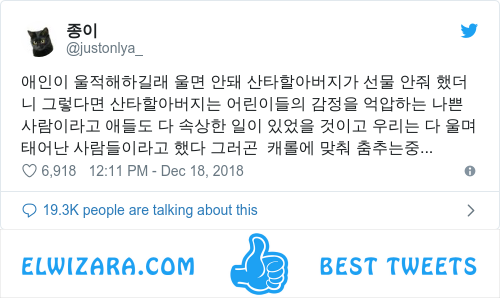 종이
@justonlya_
애인이 울적해하길래 울면 안돼 산타할아버지가 선물 안줘 했더
니 그렇다면 산타할아버지는 어린이들의 감정을 억압하는 나쁜
사람이라고 애들도 다 속상한 일이 있었을 것이고 우리는 다 울며
태어난 사람들이라고 했다 그러곤 캐롤에 맞춰 춤추는중...
6,918 12:11 PM - Dec 18, 2018
19.3K people are talking about this
ELWIZARA.COM BEST TWEETS